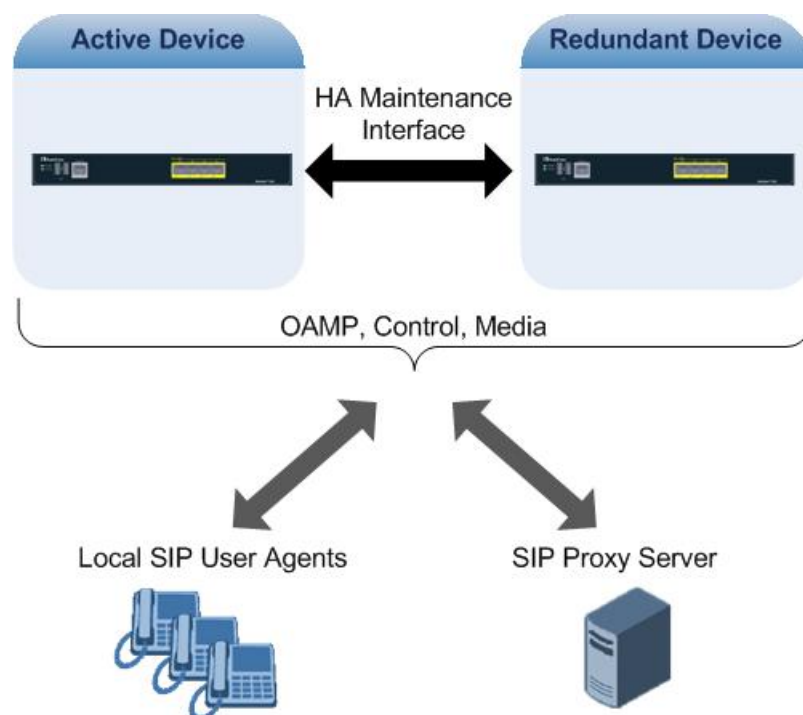 Active Device
Redundant Device
HA Maintenance
Interface
OAMP, Control, Media
Local SIP User Agents
SIP Proxy Server